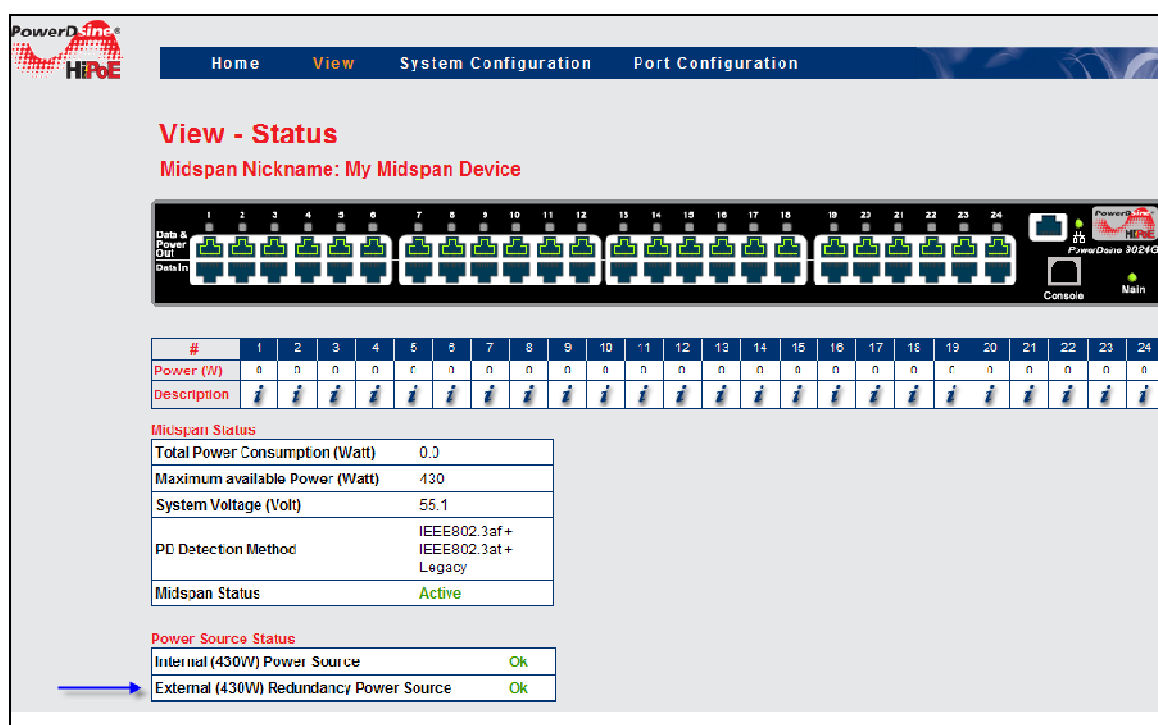 PowerDsine®
HiPoE
Home View System Configuration Port Configuration
View - Status
Midspan Nickname: My Midspan Device
1 2 3 4 5 6 7 8 9 10 11 12 13 14 15 16 17 18 19 20 21 22 23 24
Data &
Power
Out
Data In
PowerDsine
HiPoE
PowerDsine 9024G
Console
Main
# 1 2 3 4 5 6 7 8 9 10 11 12 13 14 15 16 17 18 19 20 21 22 23 24
Power (W) 0 0 0 0 0 0 0 0 0 0 0 0 0 0 0 0 0 0 0 0 0 0 0 0
Description i i i i i i i i i i i i i i i i i i i i i i i i
Midspan Status
Total Power Consumption (Watt) 0.0
Maximum available Power (Watt) 430
System Voltage (Volt) 55.1
PD Detection Method IEEE802.3af+
IEEE802.3at+
Legacy
Midspan Status Active
Power Source Status
Internal (430W) Power Source Ok
External (430W) Redundancy Power Source Ok